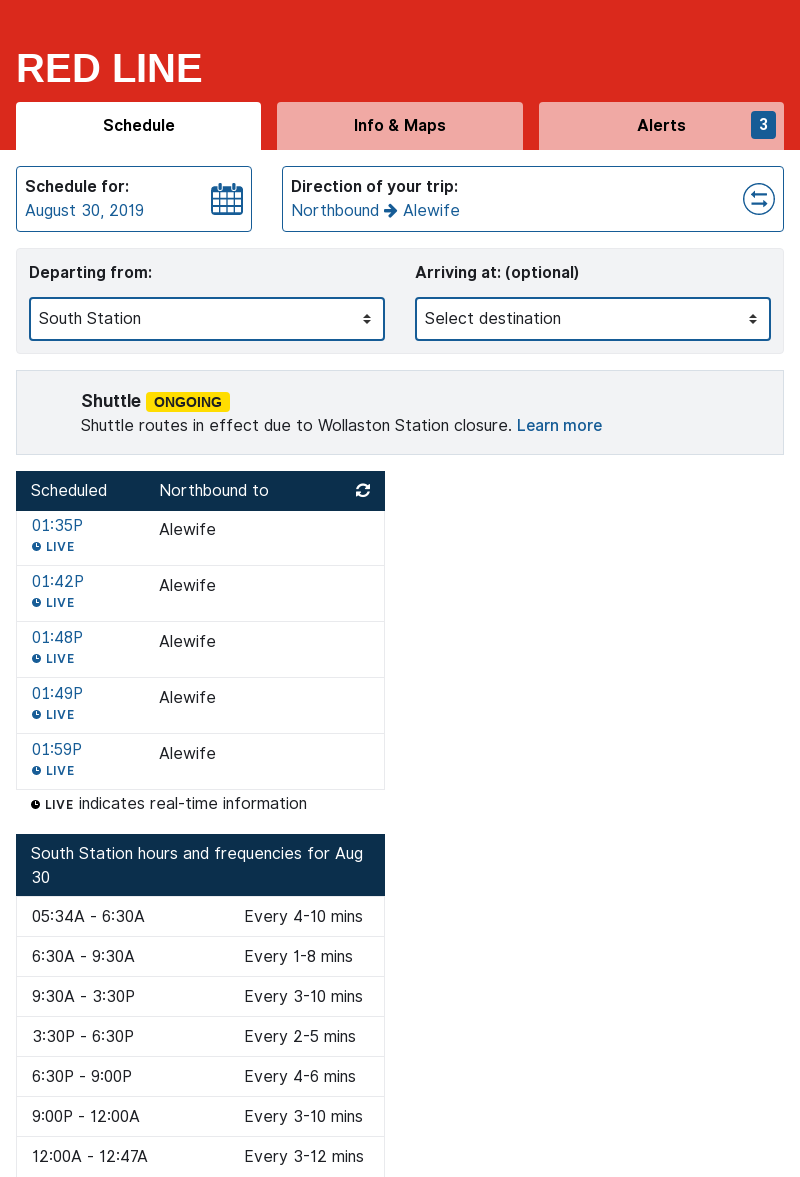 RED LINE
Schedule
Info & Maps
Alerts
3
Schedule for:
August 30, 2019
Direction of your trip:
Northbound → Alewife
Departing from:
South Station
Arriving at: (optional)
Select destination
Shuttle ONGOING
Shuttle routes in effect due to Wollaston Station closure. Learn more
Scheduled Northbound to
01:35P Alewife
LIVE
01:42P Alewife
LIVE
01:48P Alewife
LIVE
01:49P Alewife
LIVE
01:59P Alewife
LIVE
LIVE indicates real-time information
South Station hours and frequencies for Aug
30
05:34A - 6:30A Every 4-10 mins
6:30A - 9:30A Every 1-8 mins
9:30A - 3:30P Every 3-10 mins
3:30P - 6:30P Every 2-5 mins
6:30P - 9:00P Every 4-6 mins
9:00P - 12:00A Every 3-10 mins
12:00A - 12:47A Every 3-12 mins